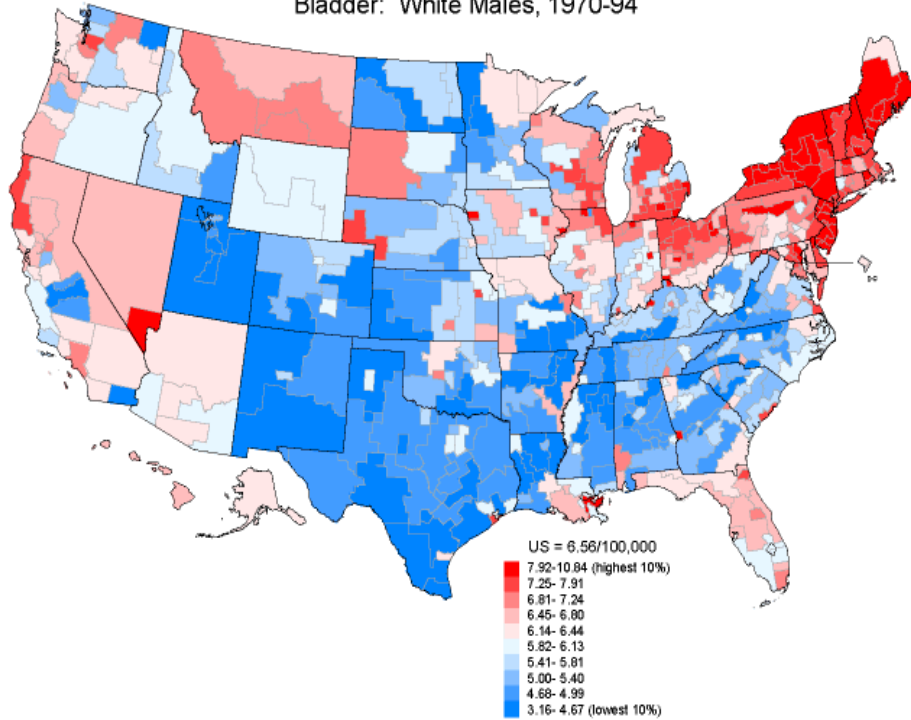 Bladder: White Males, 1970-94
US = 6.56/100,000
7.92-10.84 (highest 10%)
7.25- 7.91
6.81- 7.24
6.45- 6.80
6.14- 6.44
5.82- 6.13
5.41- 5.81
5.00- 5.40
4.68- 4.99
3.16- 4.67 (lowest 10%)